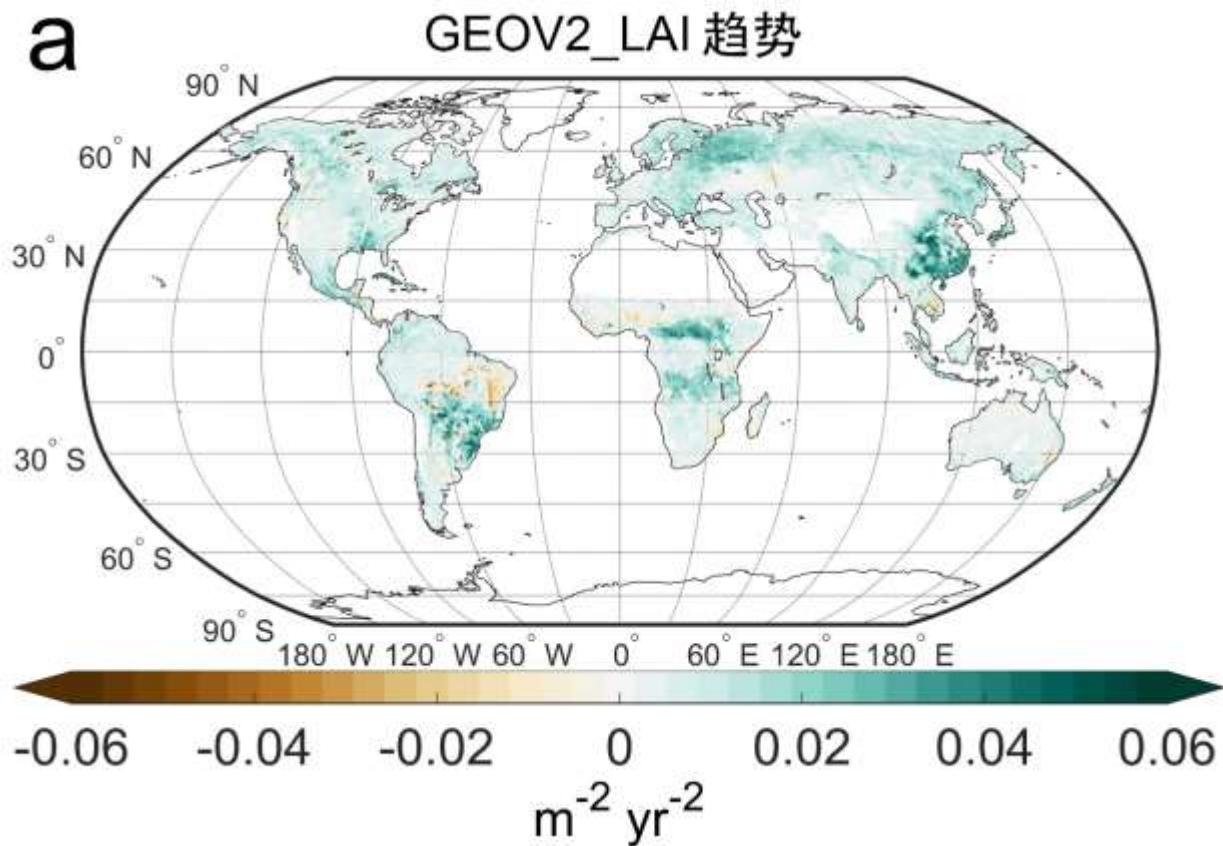 a
GEOV2_LAI 趋势
90° N
60° N
30° N
0°
30° S
60° S
90° S
180° W 120° W 60° W 0° 60° E 120° E 180° E
-0.06 -0.04 -0.02 0 0.02 0.04 0.06
m⁻² yr⁻²